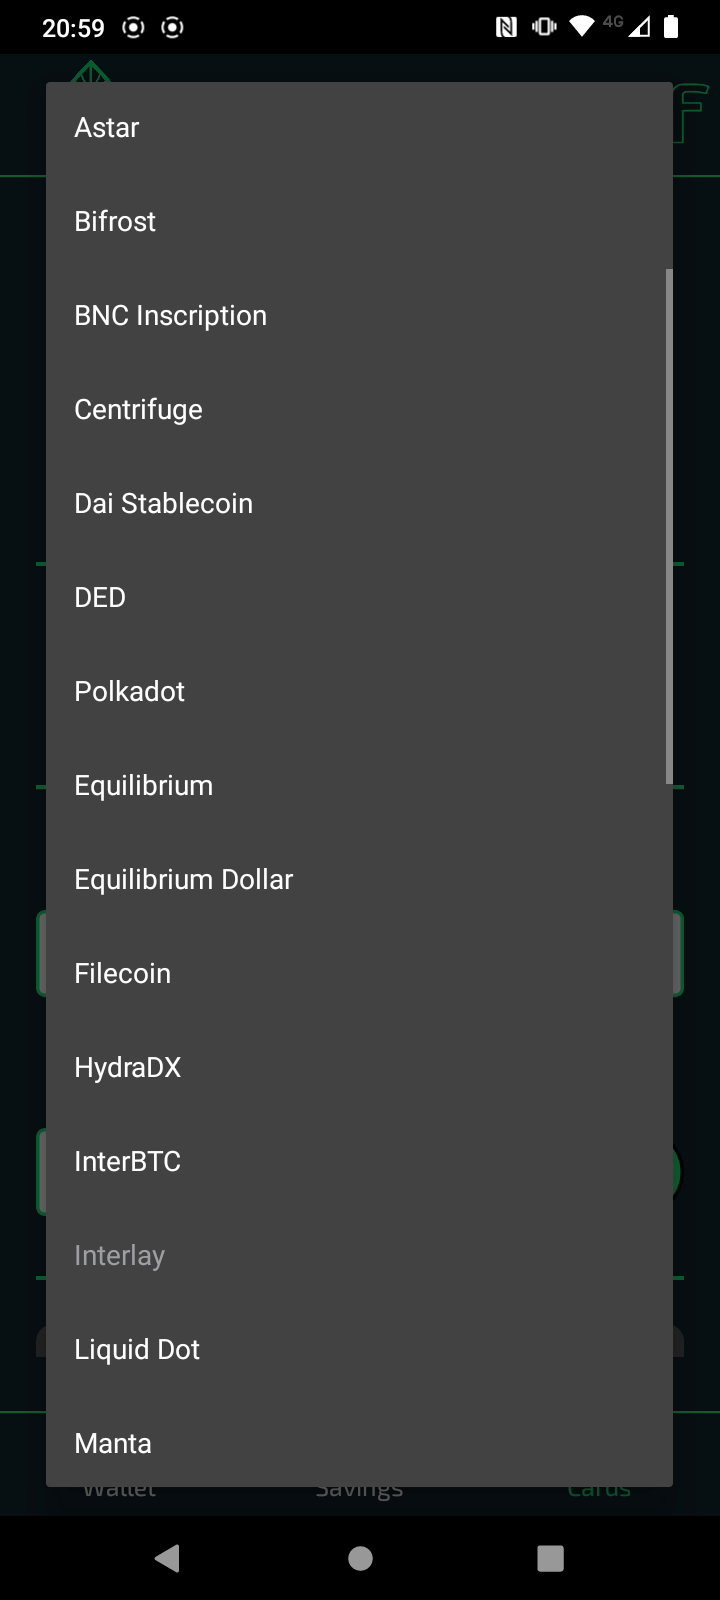 20:59
4G
f
Astar
Bifrost
BNC Inscription
Centrifuge
Dai Stablecoin
DED
Polkadot
Equilibrium
Equilibrium Dollar
Filecoin
HydraDX
InterBTC
Interlay
Liquid Dot
Manta
Wallet Savings Cards